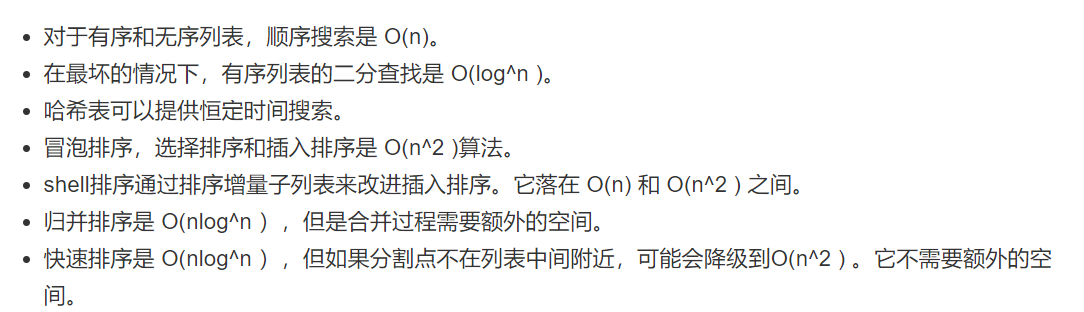 • 对于有序和无序列表，顺序搜索是 O(n)。
• 在最坏的情况下，有序列表的二分查找是 O(log^n )。
• 哈希表可以提供恒定时间搜索。
• 冒泡排序，选择排序和插入排序是 O(n^2 )算法。
• shell排序通过排序增量子列表来改进插入排序。它落在 O(n) 和 O(n^2 ) 之间。
• 归并排序是 O(nlog^n ），但是合并过程需要额外的空间。
• 快速排序是 O(nlog^n ），但如果分割点不在列表中间附近，可能会降级到O(n^2 ) 。它不需要额外的空
间。